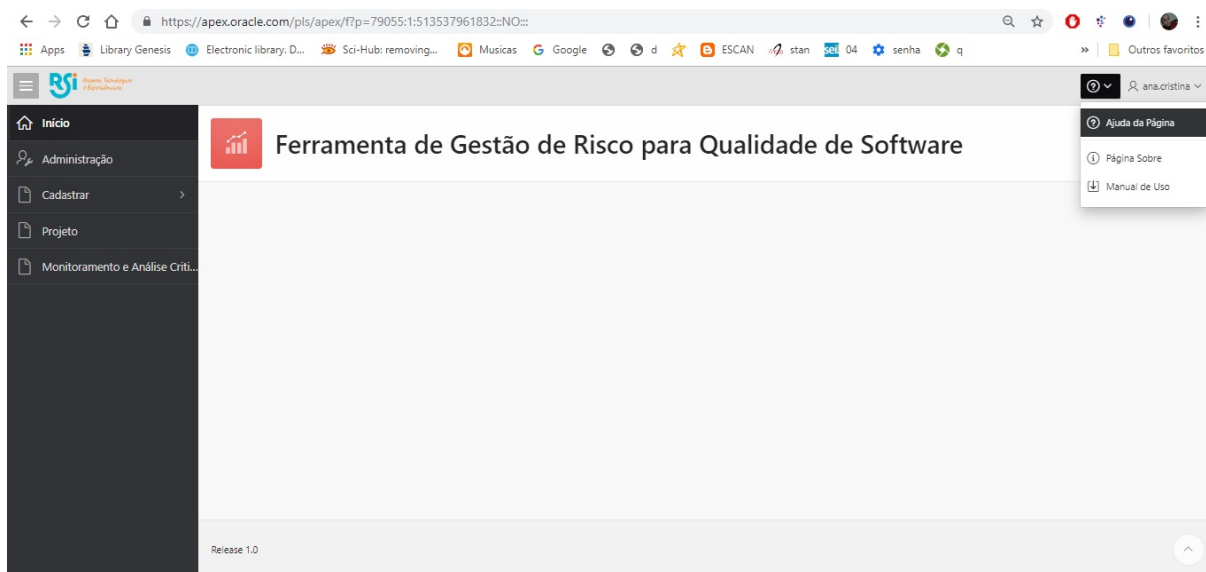 https://apex.oracle.com/pls/apex/f?p=79055:1:513537961832::NO:::
Apps Library Genesis Electronic library. D... Sci-Hub: removing... Musicas Google d ESCAN stan sei 04 senha q » Outros favoritos
RSi
ana.cristina
Início
Administração
Cadastrar
Projeto
Monitoramento e Análise Criti...
Ferramenta de Gestão de Risco para Qualidade de Software
Ajuda da Página
Página Sobre
Manual de Uso
Release 1.0